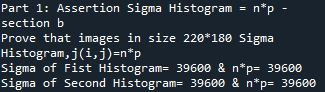 Part 1: Assertion Sigma Histogram = n*p -
section b
Prove that images in size 220*180 Sigma
Histogram,j(i,j)=n*p
Sigma of Fist Histogram= 39600 & n*p= 39600
Sigma of Second Histogram= 39600 & n*p= 39600